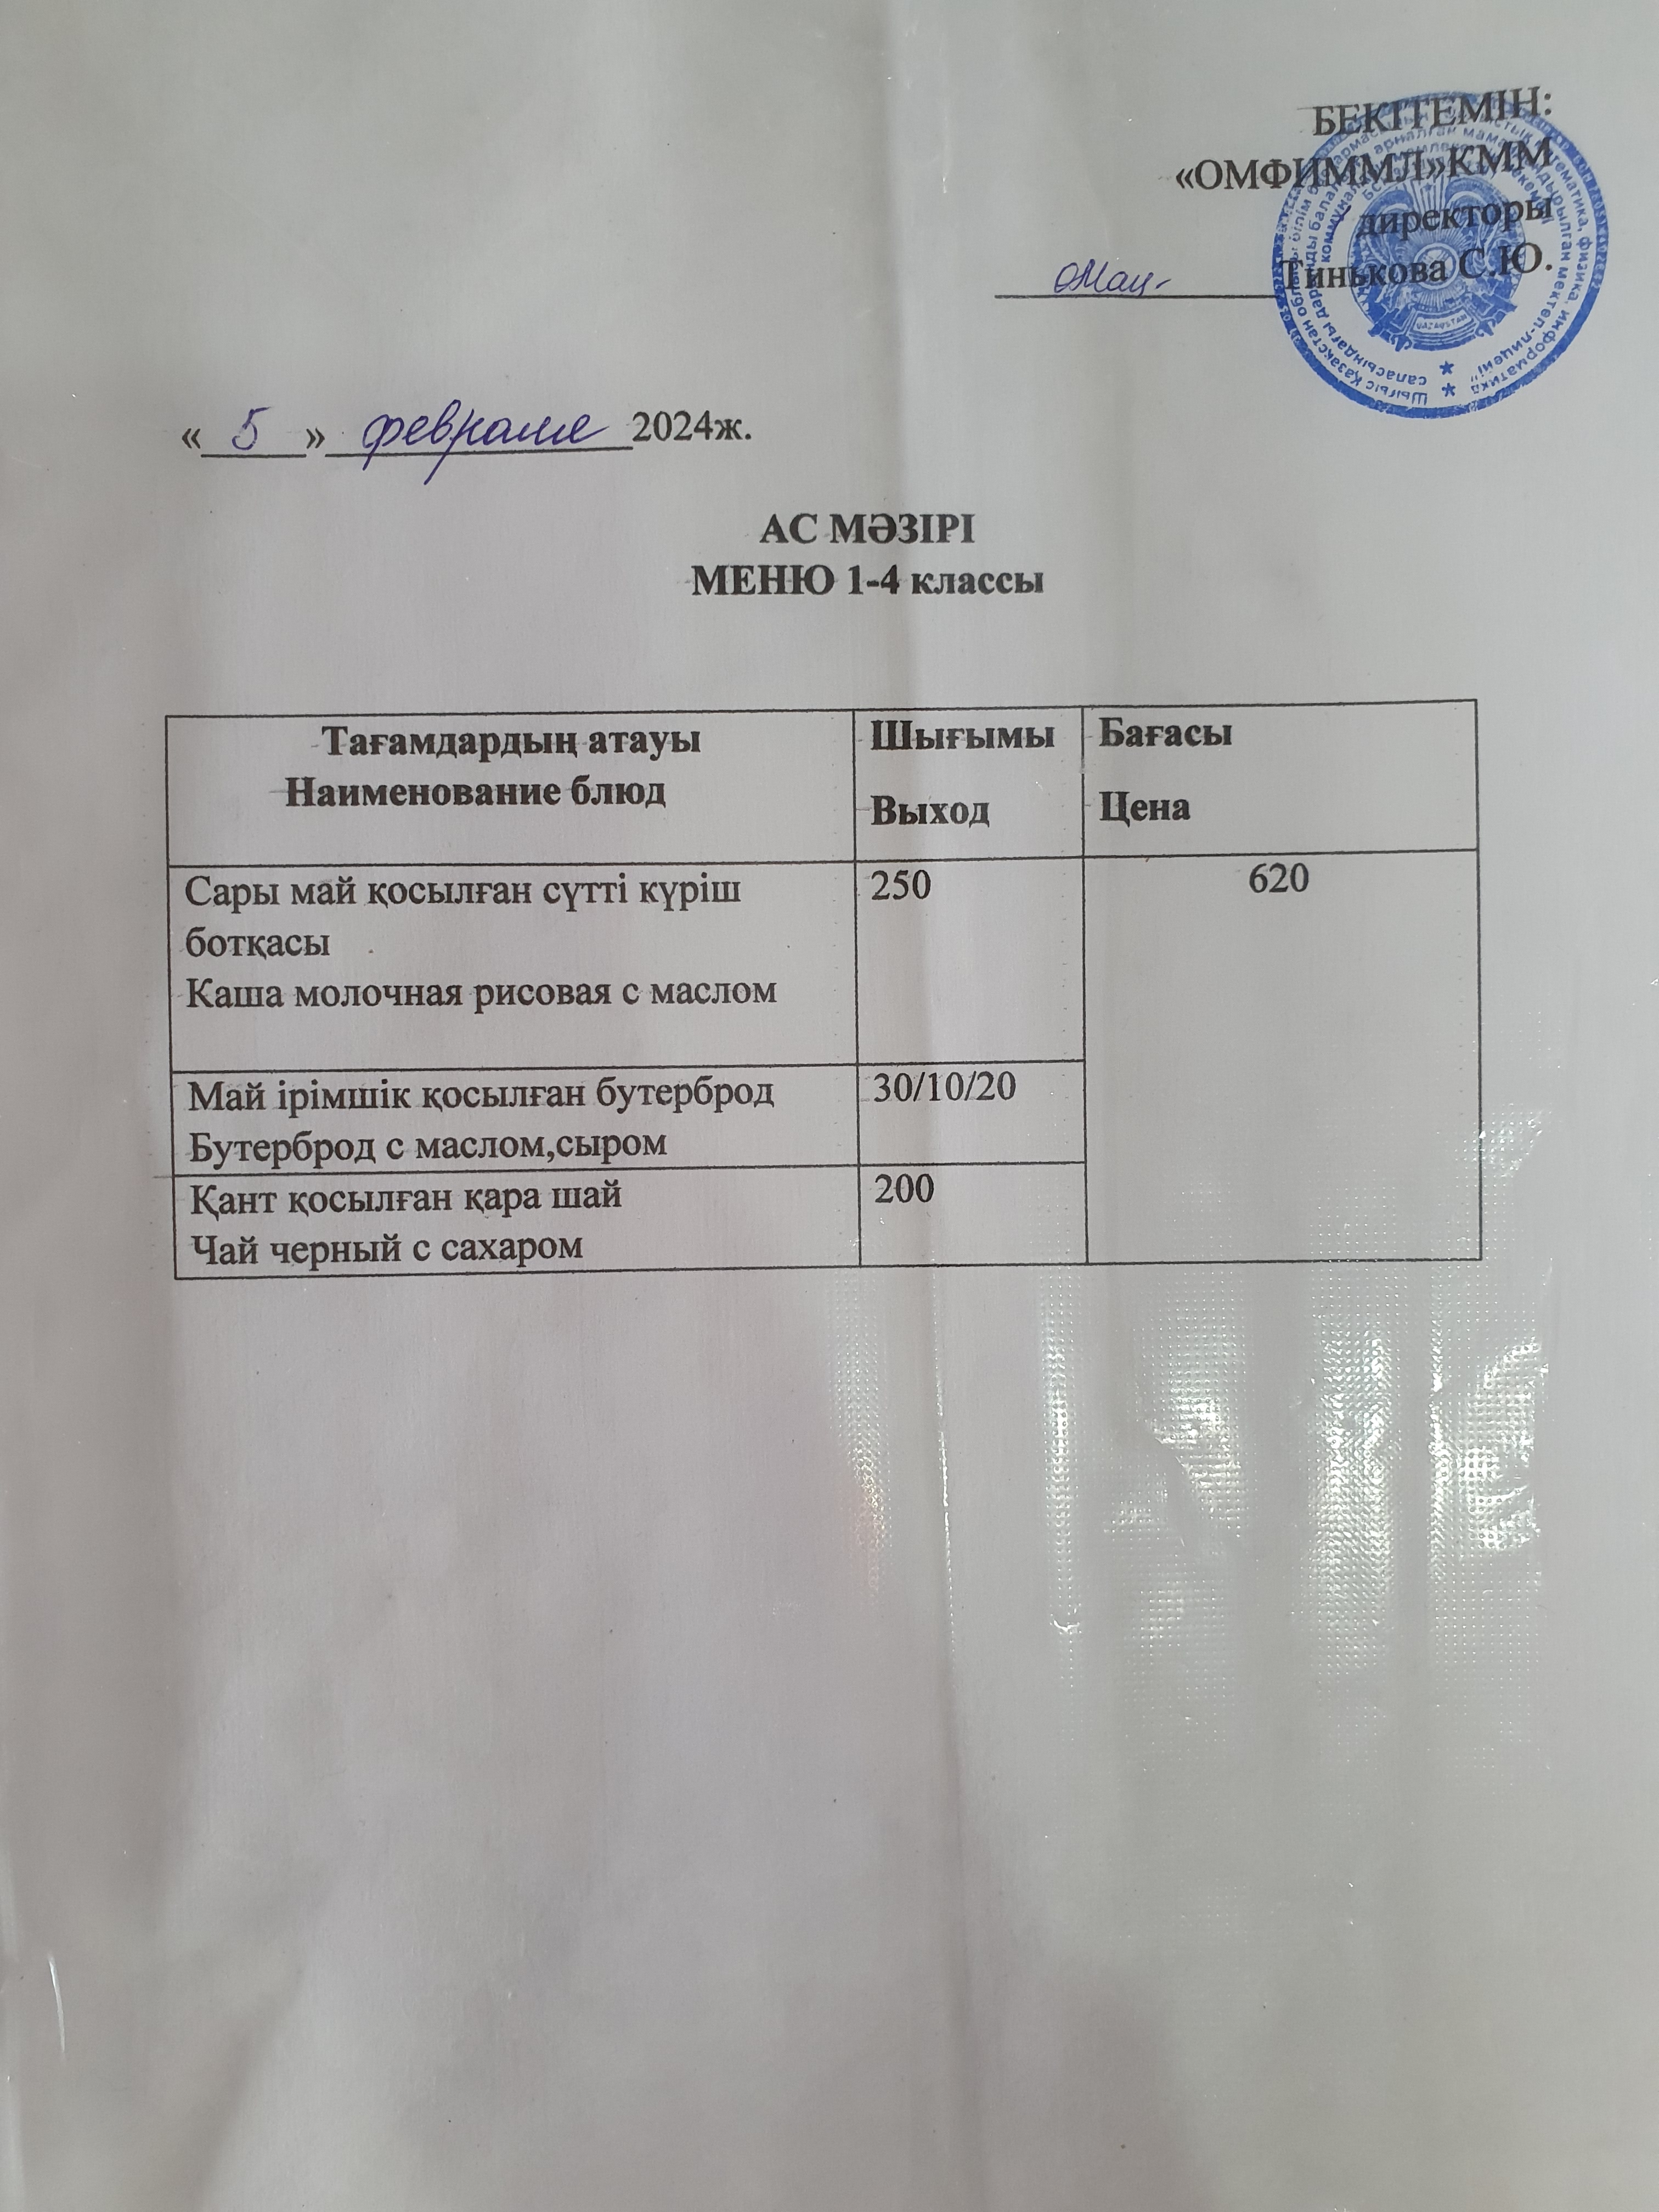 БЕКІТЕМІН:
«ОМФИММЛ»КММ
директоры
Тинькова С.Ю.
« 5 » февраля 2024ж.
АС МӘЗІРІ
МЕНЮ 1-4 классы
Тағамдардың атауы
Наименование блюд
Шығымы
Выход
Бағасы
Цена
Сары май қосылған сүтті күріш
ботқасы
Каша молочная рисовая с маслом
250
620
Май ірімшік қосылған бутерброд
Бутерброд с маслом,сыром
30/10/20
Қант қосылған қара шай
Чай черный с сахаром
200